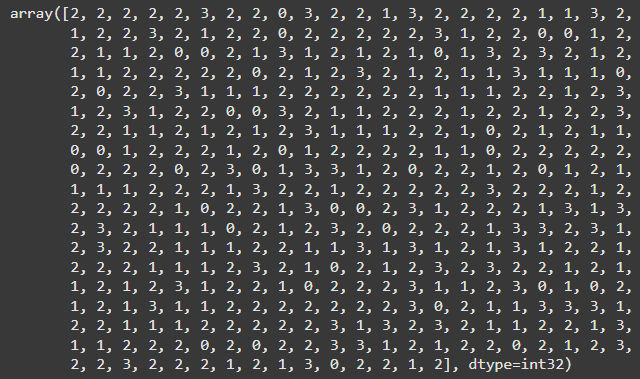 array([2, 2, 2, 2, 2, 3, 2, 2, 0, 3, 2, 2, 1, 3, 2, 2, 2, 2, 1, 1, 3, 2,
1, 2, 2, 3, 2, 1, 2, 2, 0, 2, 2, 2, 2, 2, 3, 1, 2, 2, 0, 0, 1, 2,
2, 1, 1, 2, 0, 0, 2, 1, 3, 1, 2, 1, 2, 1, 0, 1, 3, 2, 3, 2, 1, 2,
1, 1, 2, 2, 2, 2, 2, 0, 2, 1, 2, 3, 2, 1, 2, 1, 1, 3, 1, 1, 1, 0,
2, 0, 2, 2, 3, 1, 1, 1, 2, 2, 2, 2, 2, 2, 1, 1, 1, 2, 2, 1, 2, 3,
1, 2, 3, 1, 2, 2, 0, 0, 3, 2, 1, 1, 2, 2, 2, 1, 2, 2, 1, 2, 2, 3,
2, 2, 1, 1, 2, 1, 2, 1, 2, 3, 1, 1, 1, 2, 2, 1, 0, 2, 1, 2, 1, 1,
0, 0, 1, 2, 2, 2, 1, 2, 0, 1, 2, 2, 2, 2, 1, 1, 0, 2, 2, 2, 2, 2,
0, 2, 2, 2, 0, 2, 3, 0, 1, 3, 3, 1, 2, 0, 2, 2, 1, 2, 0, 1, 2, 1,
1, 1, 1, 2, 2, 2, 1, 3, 2, 2, 1, 2, 2, 2, 2, 2, 3, 2, 2, 2, 1, 2,
2, 2, 2, 2, 1, 0, 2, 2, 1, 3, 0, 0, 2, 3, 1, 2, 2, 2, 1, 3, 1, 3,
2, 3, 2, 1, 1, 1, 0, 2, 1, 2, 3, 2, 0, 2, 2, 2, 1, 3, 3, 2, 3, 1,
2, 3, 2, 2, 1, 1, 1, 2, 2, 1, 1, 3, 1, 3, 1, 2, 1, 3, 1, 2, 2, 1,
2, 2, 2, 1, 1, 1, 2, 3, 2, 1, 0, 2, 1, 2, 3, 2, 3, 2, 2, 1, 2, 1,
1, 2, 1, 2, 3, 1, 2, 2, 1, 0, 2, 2, 2, 3, 1, 1, 2, 3, 0, 1, 0, 2,
1, 2, 1, 3, 1, 1, 2, 2, 2, 2, 2, 2, 2, 3, 0, 2, 1, 1, 3, 3, 3, 1,
2, 2, 1, 1, 1, 2, 2, 2, 2, 2, 3, 1, 3, 2, 3, 2, 1, 1, 2, 2, 1, 3,
1, 1, 2, 2, 2, 0, 2, 0, 2, 2, 3, 3, 1, 2, 1, 2, 2, 0, 2, 1, 2, 3,
2, 2, 3, 2, 2, 2, 1, 2, 1, 3, 0, 2, 2, 1, 2], dtype=int32)